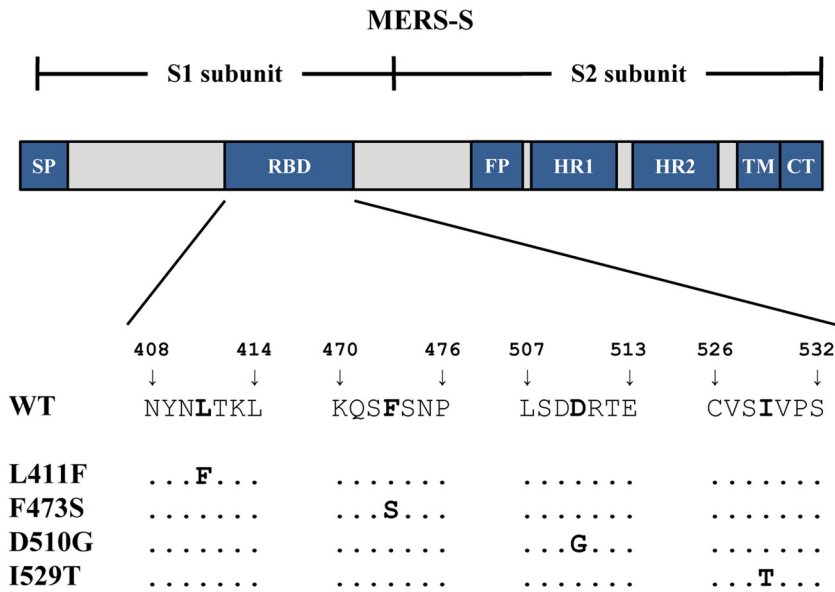 MERS-S
S1 subunit S2 subunit
SP RBD FP HR1 HR2 TM CT
408 414 470 476 507 513 526 532
↓ ↓ ↓ ↓ ↓ ↓ ↓ ↓
WT NYNLTKL KQSFSNP LSDDRTE CVSIVPS
L411F ...F... ....... ....... .......
F473S ....... ...S... ....... .......
D510G ....... ....... ...G... .......
I529T ....... ....... ....... ...T...